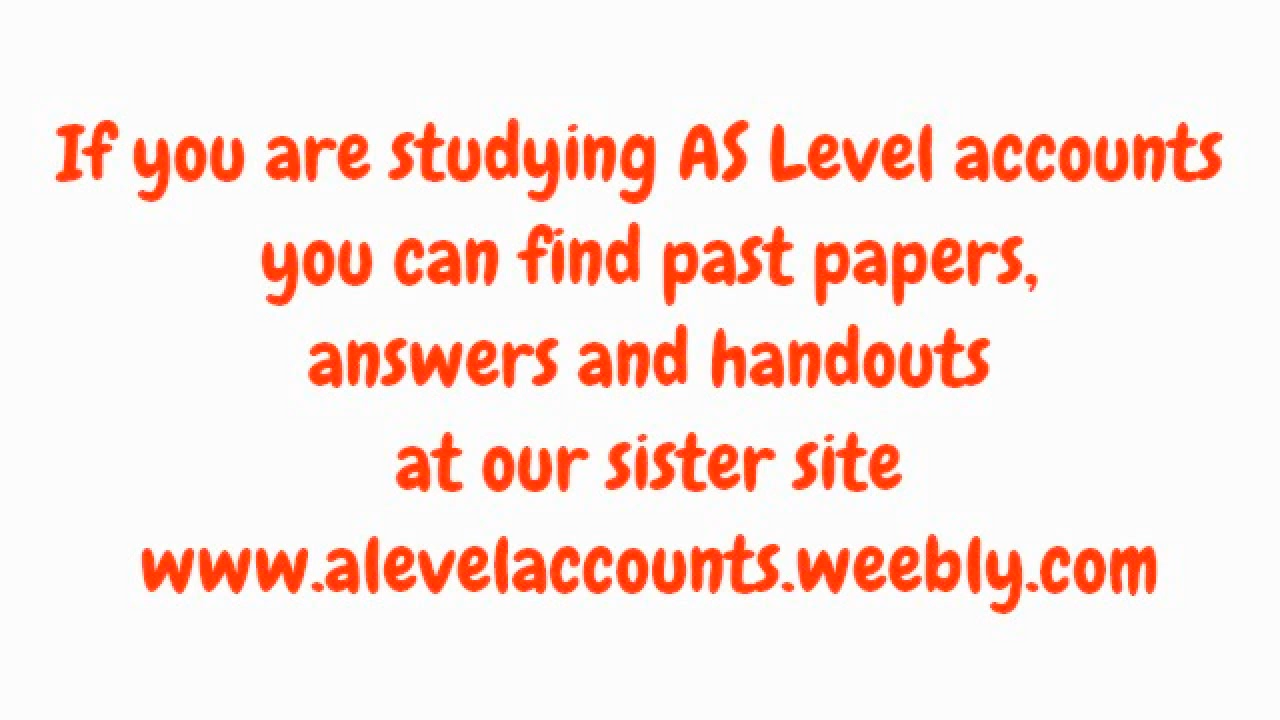 If you are studying AS Level accounts
you can find past papers,
answers and handouts
at our sister site
www.alevelaccounts.weebly.com